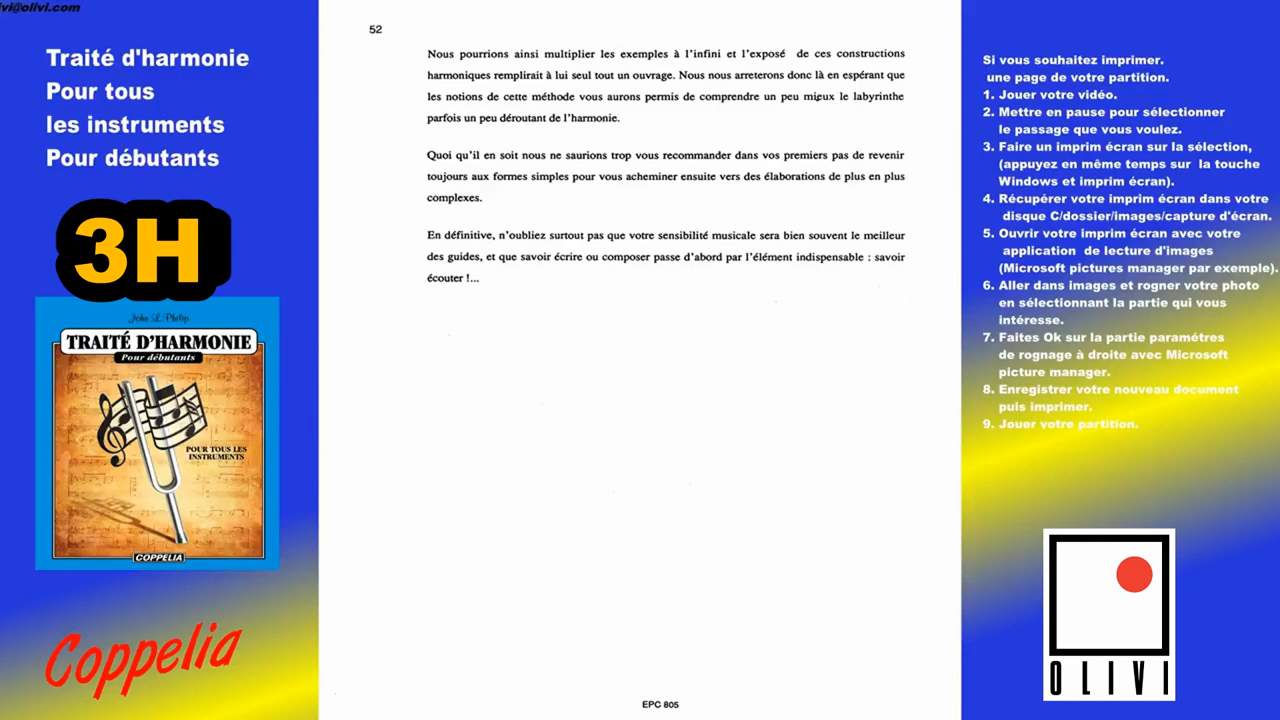 vi@olivi.com
Traité d'harmonie
Pour tous
les instruments
Pour débutants
3H
John L. Philip
TRAITÉ D'HARMONIE
Pour débutants
POUR TOUS LES
INSTRUMENTS
COPPELIA
Coppelia
52
Nous pourrions ainsi multiplier les exemples à l'infini et l'exposé de ces constructions
harmoniques remplirait à lui seul tout un ouvrage. Nous nous arreterons donc là en espérant que
les notions de cette méthode vous aurons permis de comprendre un peu mieux le labyrinthe
parfois un peu déroutant de l'harmonie.
Quoi qu'il en soit nous ne saurions trop vous recommander dans vos premiers pas de revenir
toujours aux formes simples pour vous acheminer ensuite vers des élaborations de plus en plus
complexes.
En définitive, n'oubliez surtout pas que votre sensibilité musicale sera bien souvent le meilleur
des guides, et que savoir écrire ou composer passe d'abord par l'élément indispensable : savoir
écouter !...
EPC 805
Si vous souhaitez imprimer.
une page de votre partition.
1. Jouer votre vidéo.
2. Mettre en pause pour sélectionner
le passage que vous voulez.
3. Faire un imprim écran sur la sélection,
(appuyez en même temps sur la touche
Windows et imprim écran).
4. Récupérer votre imprim écran dans votre
disque C/dossier/images/capture d'écran.
5. Ouvrir votre imprim écran avec votre
application de lecture d'images
(Microsoft pictures manager par exemple).
6. Aller dans images et rogner votre photo
en sélectionnant la partie qui vous
intéresse.
7. Faites Ok sur la partie paramétres
de rognage à droite avec Microsoft
picture manager.
8. Enregistrer votre nouveau document
puis imprimer.
9. Jouer votre partition.
OLIVI